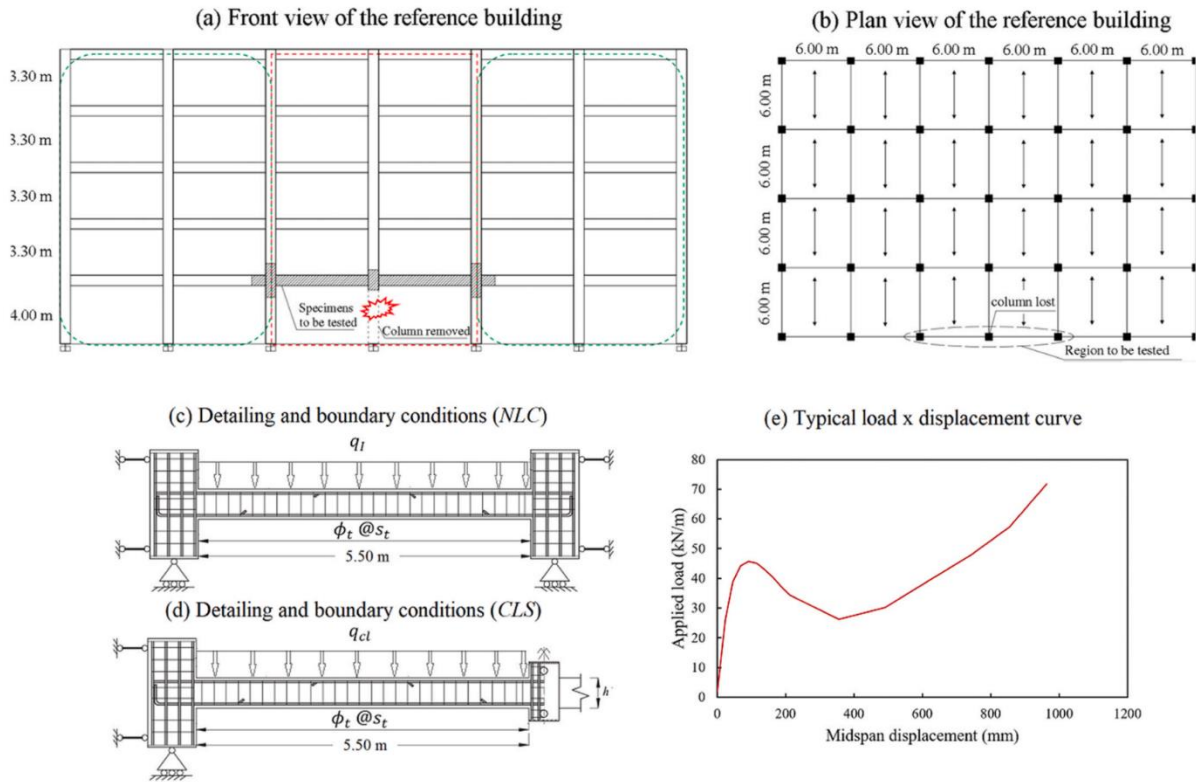 (a) Front view of the reference building
3.30 m
3.30 m
3.30 m
3.30 m
4.00 m
Specimens
to be tested
Column removed
(b) Plan view of the reference building
6.00 m 6.00 m 6.00 m 6.00 m 6.00 m 6.00 m
6.00 m
6.00 m
6.00 m
6.00 m
column lost
Region to be tested
(c) Detailing and boundary conditions (NLC)
q_I
ϕ_t @s_t
5.50 m
(d) Detailing and boundary conditions (CLS)
q_cl
h
ϕ_t @s_t
5.50 m
(e) Typical load x displacement curve
Applied load (kN/m)
80
70
60
50
40
30
20
10
0
0 200 400 600 800 1000 1200
Midspan displacement (mm)